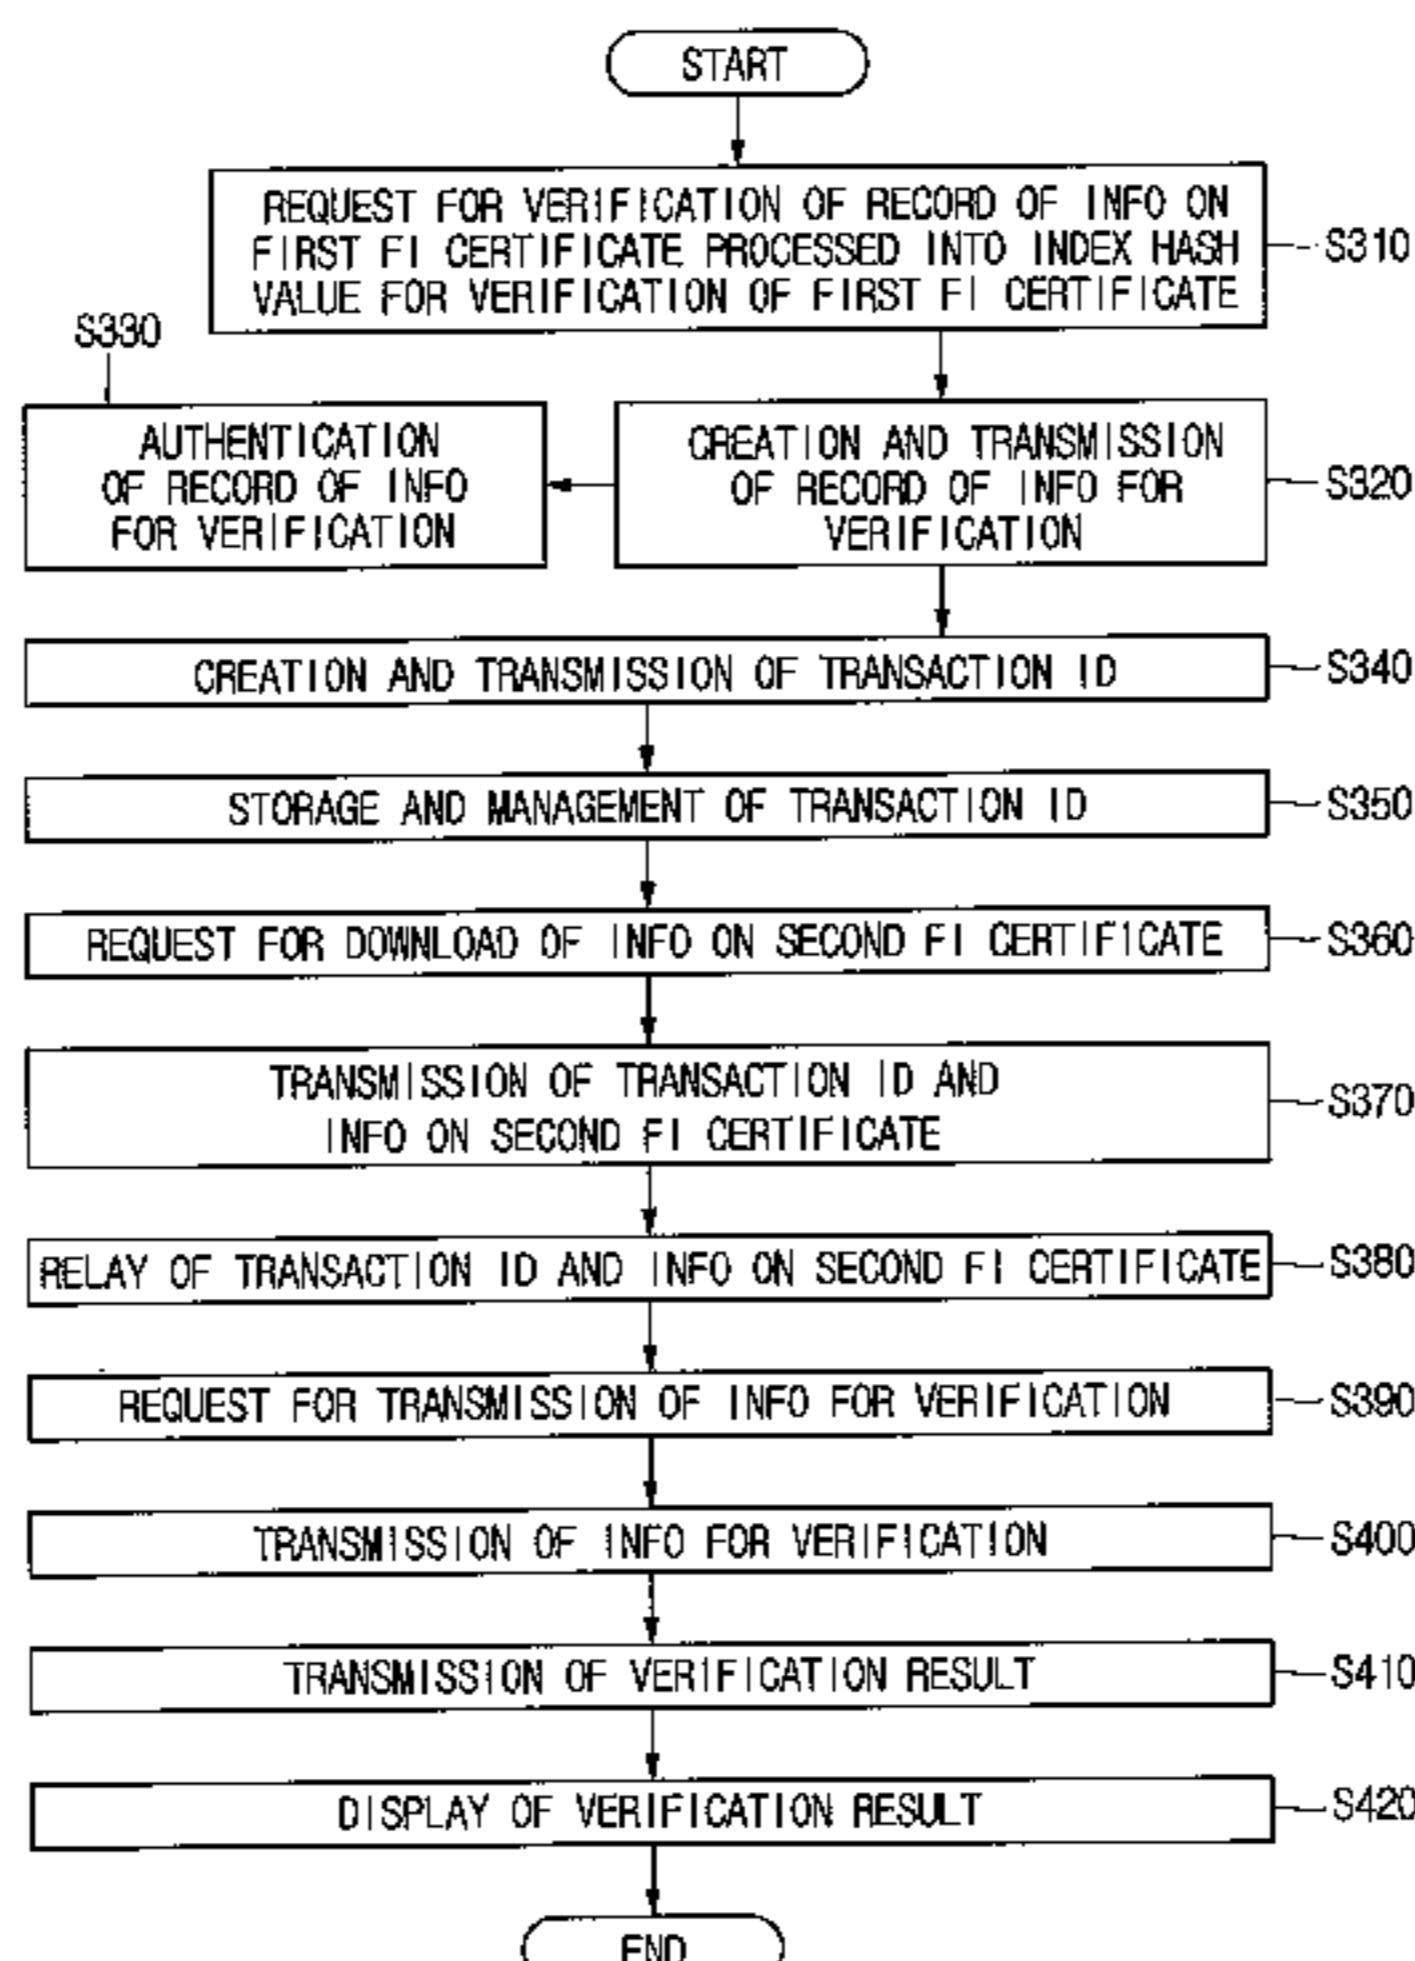 START
REQUEST FOR VERIFICATION OF RECORD OF INFO ON
FIRST FI CERTIFICATE PROCESSED INTO INDEX HASH
VALUE FOR VERIFICATION OF FIRST FI CERTIFICATE
S310
S330
AUTHENTICATION
OF RECORD OF INFO
FOR VERIFICATION
CREATION AND TRANSMISSION
OF RECORD OF INFO FOR
VERIFICATION
S320
CREATION AND TRANSMISSION OF TRANSACTION ID
S340
STORAGE AND MANAGEMENT OF TRANSACTION ID
S350
REQUEST FOR DOWNLOAD OF INFO ON SECOND FI CERTIFICATE
S360
TRANSMISSION OF TRANSACTION ID AND
INFO ON SECOND FI CERTIFICATE
S370
RELAY OF TRANSACTION ID AND INFO ON SECOND FI CERTIFICATE
S380
REQUEST FOR TRANSMISSION OF INFO FOR VERIFICATION
S390
TRANSMISSION OF INFO FOR VERIFICATION
S400
TRANSMISSION OF VERIFICATION RESULT
S410
DISPLAY OF VERIFICATION RESULT
S420
END